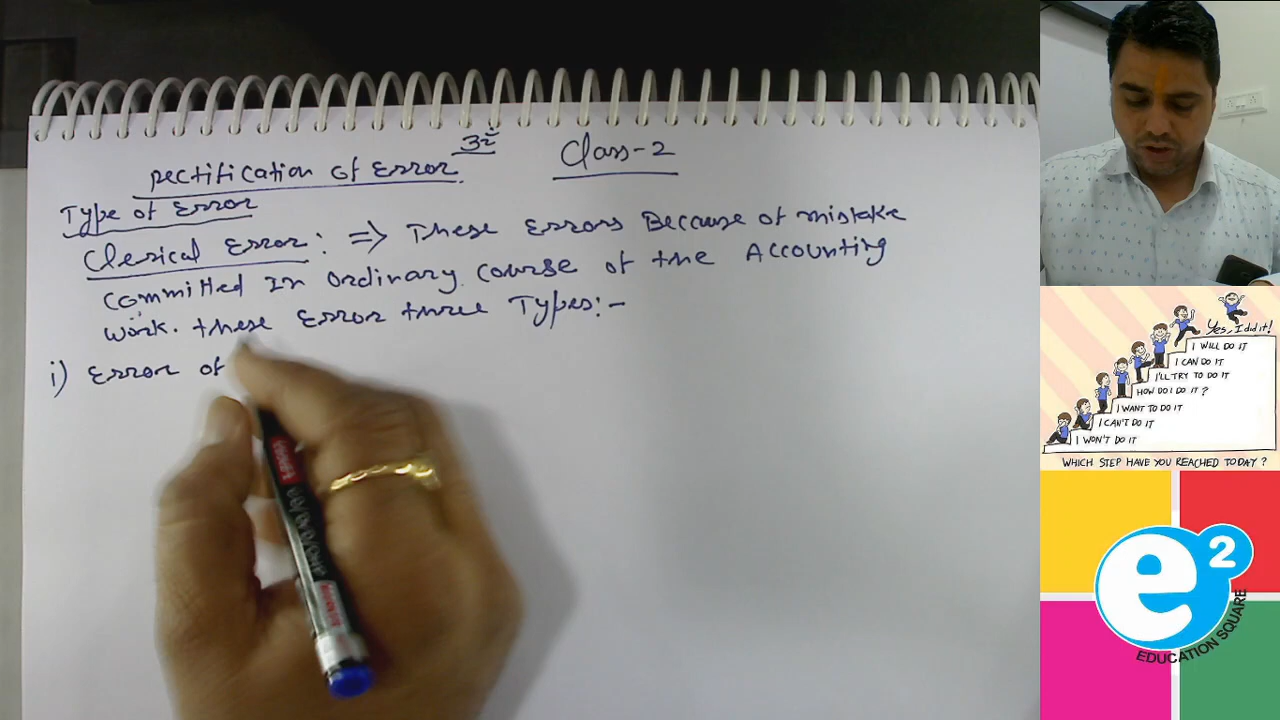 Rectification of Error
Class-2
Type of Error
Clerical Error : ⇒ These Errors Because of mistake
Committed In Ordinary Course of the Accounting
work. these Error three Types:-
i) Error of
Yes, I did it!
I WILL DO IT
I CAN DO IT
I'LL TRY TO DO IT
HOW DO I DO IT?
I WANT TO DO IT
I CAN'T DO IT
I WON'T DO IT
WHICH STEP HAVE YOU REACHED TODAY?
e2
EDUCATION SQUARE